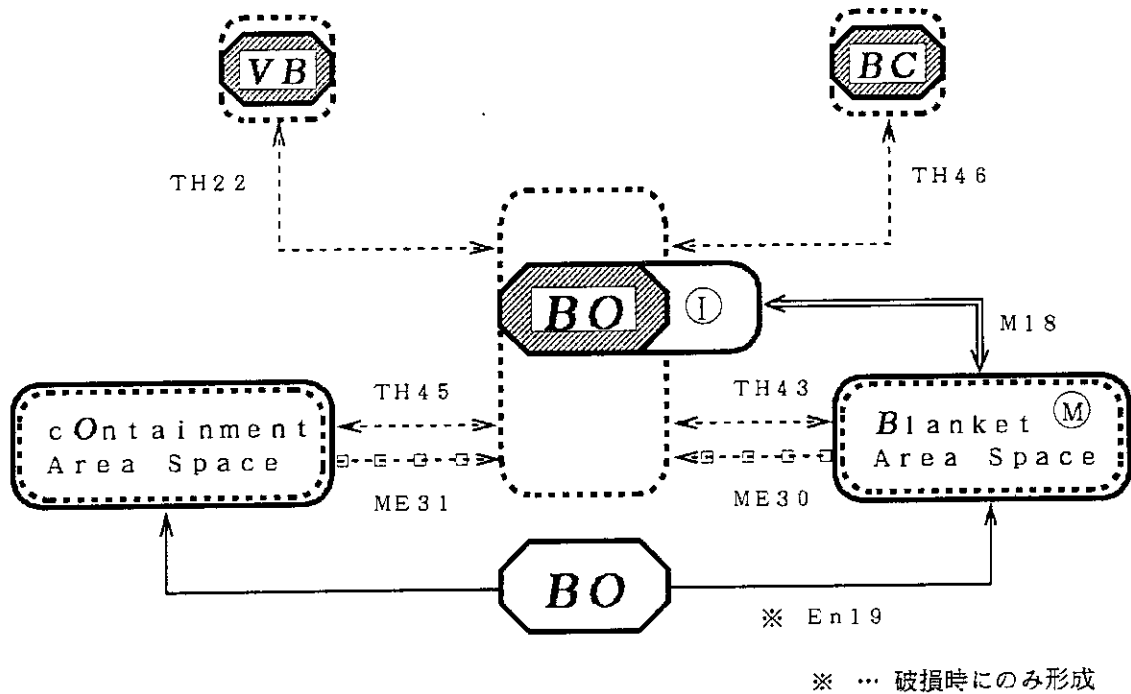 VB
BC
TH22
TH46
BO
I
M18
TH45
TH43
cOntainment
Area Space
Blanket
M
Area Space
ME31
ME30
BO
※ En19
※ … 破損時にのみ形成